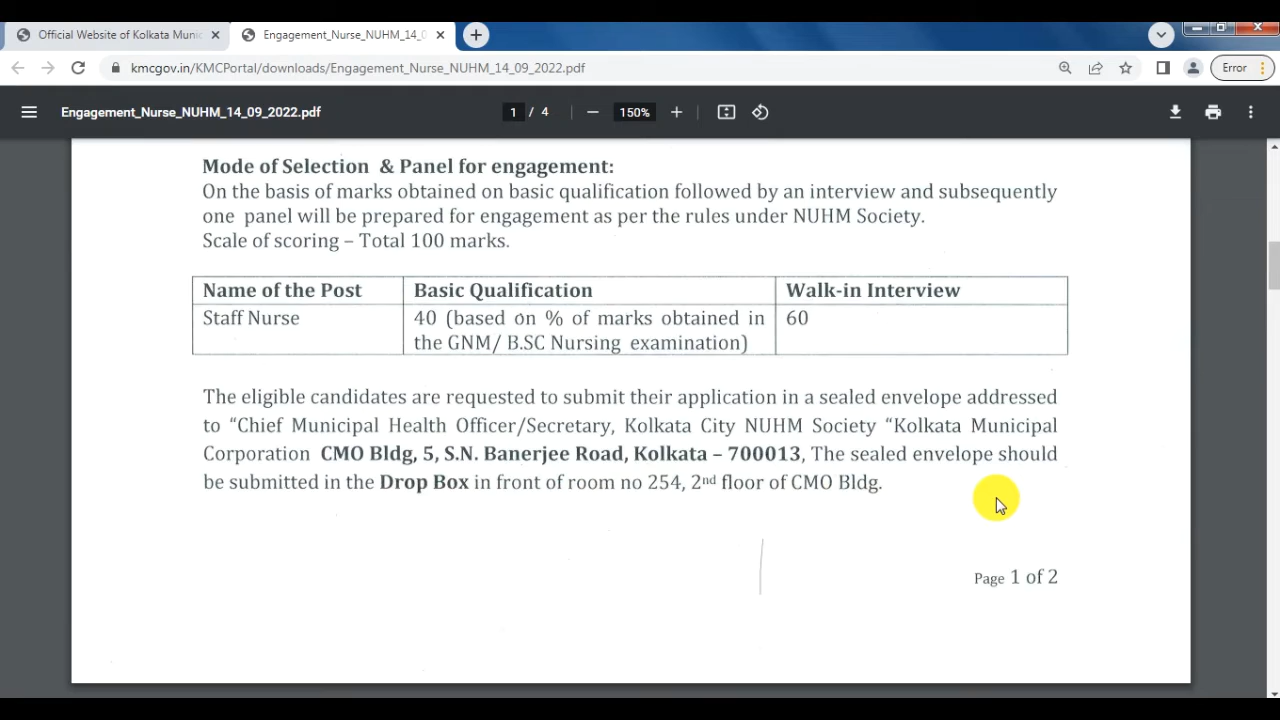 Official Website of Kolkata Munic
Engagement_Nurse_NUHM_14_0
kmcgov.in/KMCPortal/downloads/Engagement_Nurse_NUHM_14_09_2022.pdf
Error
Engagement_Nurse_NUHM_14_09_2022.pdf
1 / 4
150%
Mode of Selection & Panel for engagement:
On the basis of marks obtained on basic qualification followed by an interview and subsequently
one panel will be prepared for engagement as per the rules under NUHM Society.
Scale of scoring – Total 100 marks.
Name of the Post Basic Qualification Walk-in Interview
Staff Nurse 40 (based on % of marks obtained in 60
the GNM/ B.SC Nursing examination)
The eligible candidates are requested to submit their application in a sealed envelope addressed
to “Chief Municipal Health Officer/Secretary, Kolkata City NUHM Society “Kolkata Municipal
Corporation CMO Bldg, 5, S.N. Banerjee Road, Kolkata – 700013, The sealed envelope should
be submitted in the Drop Box in front of room no 254, 2nd floor of CMO Bldg.
Page 1 of 2